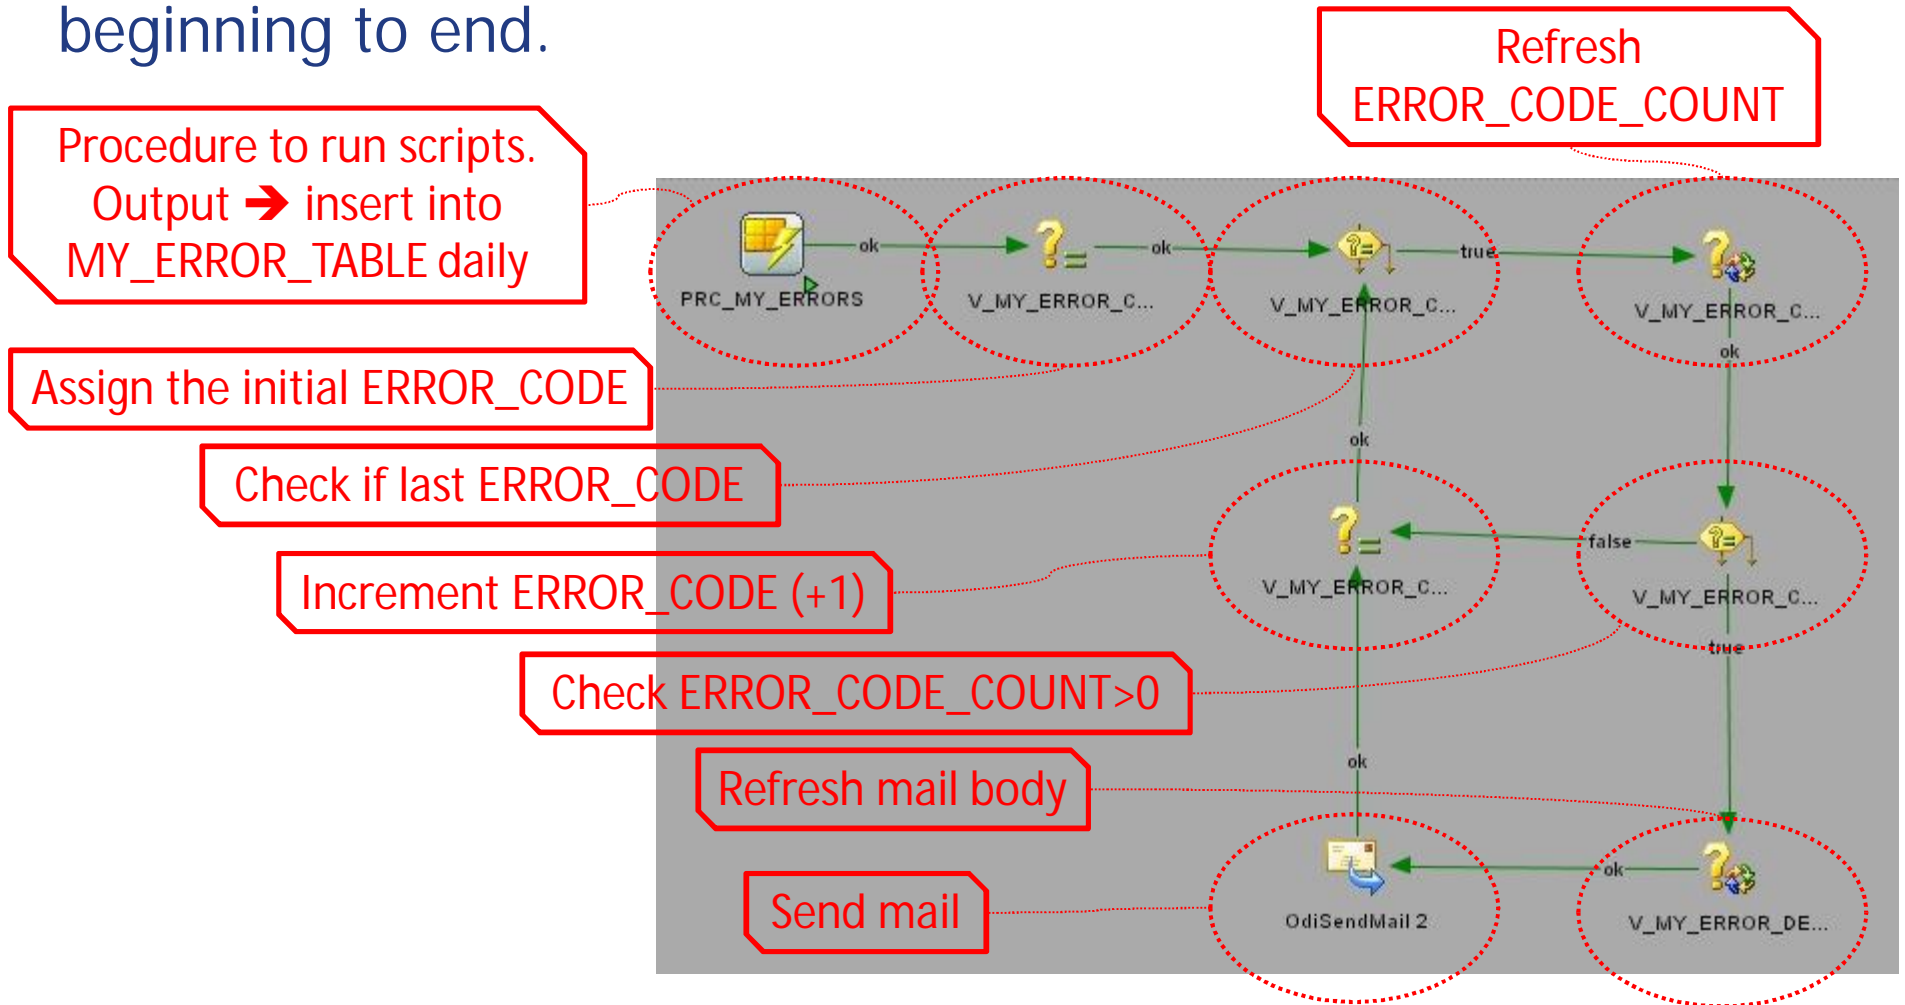 beginning to end.
Refresh
ERROR_CODE_COUNT
Procedure to run scripts.
Output ➔ insert into
MY_ERROR_TABLE daily
ok
ok
true
PRC_MY_ERRORS
V_MY_ERROR_C...
V_MY_ERROR_C...
V_MY_ERROR_C...
ok
Assign the initial ERROR_CODE
ok
Check if last ERROR_CODE
false
Increment ERROR_CODE (+1)
V_MY_ERROR_C...
V_MY_ERROR_C...
true
Check ERROR_CODE_COUNT>0
ok
Refresh mail body
ok
Send mail
OdiSendMail 2
V_MY_ERROR_DE...